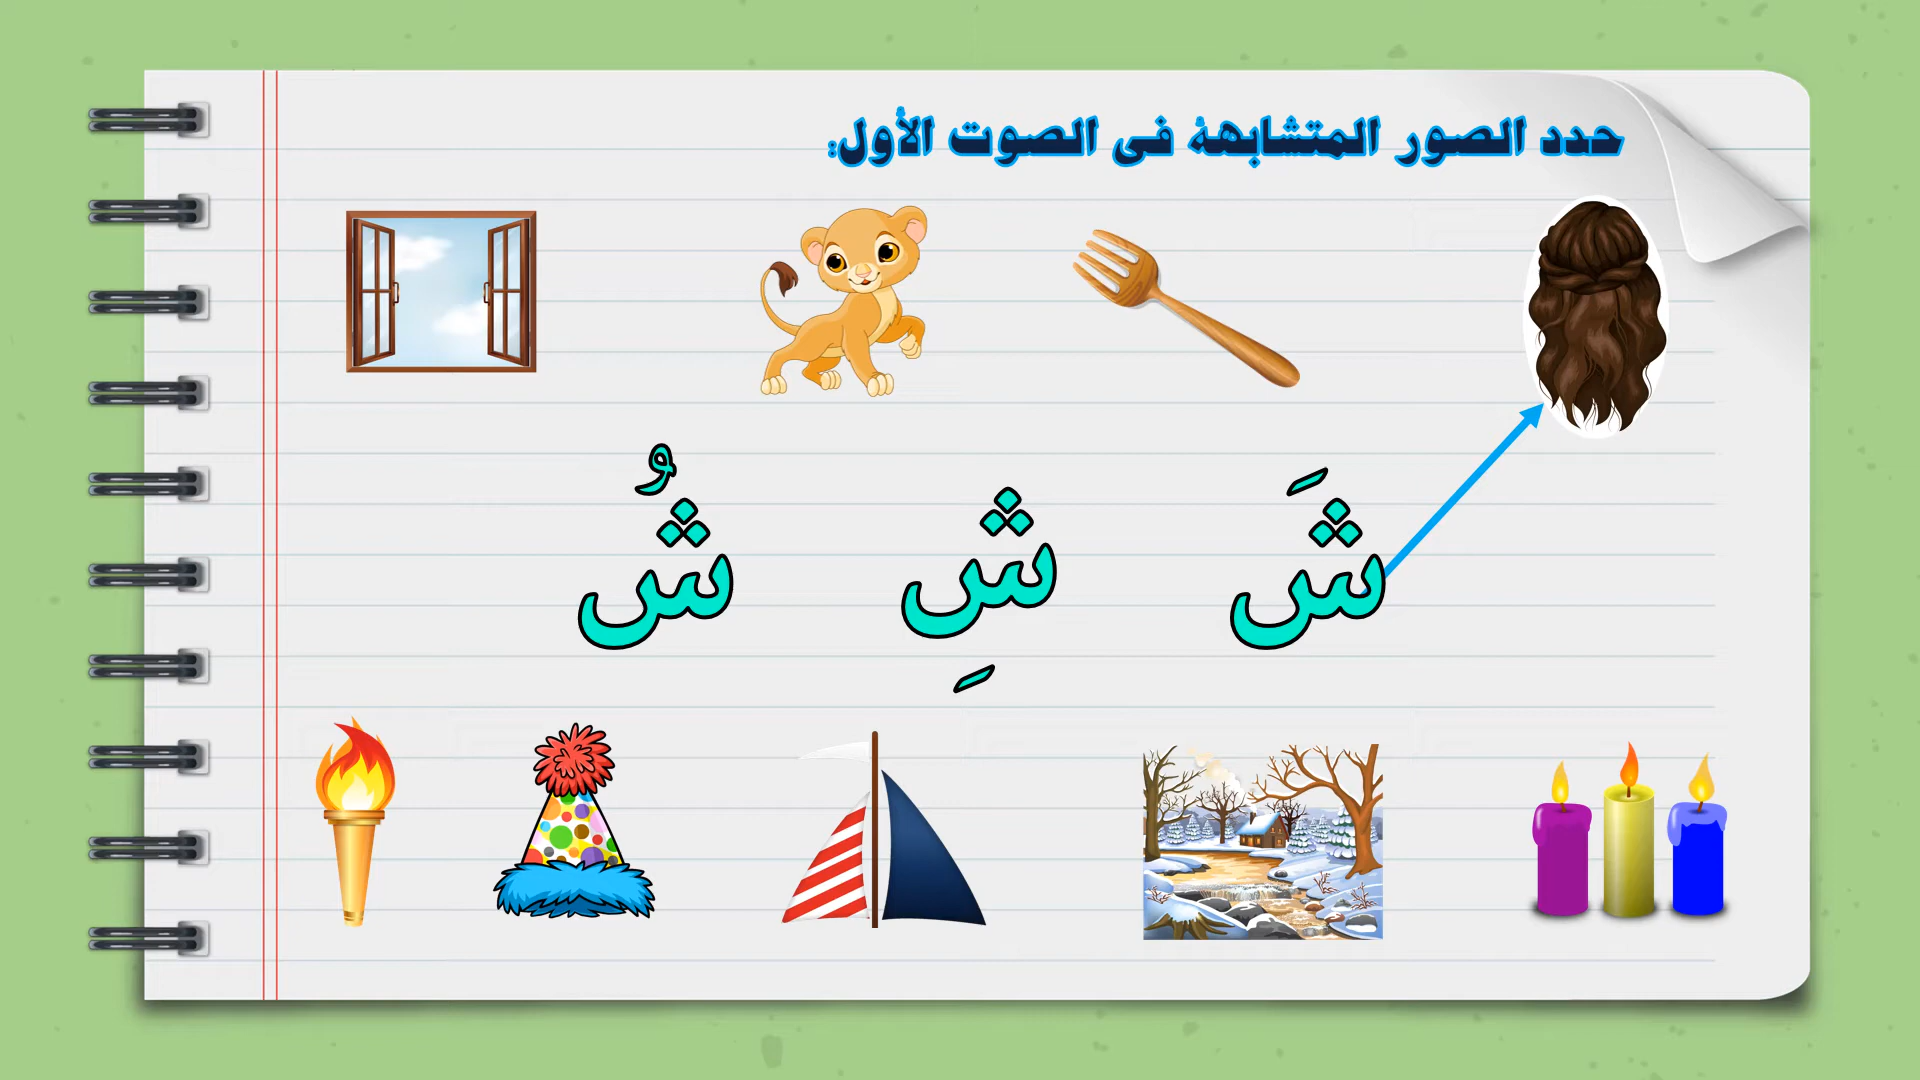 حدد الصور المتشابهة فى الصوت الأول:
شَ شِ شُ